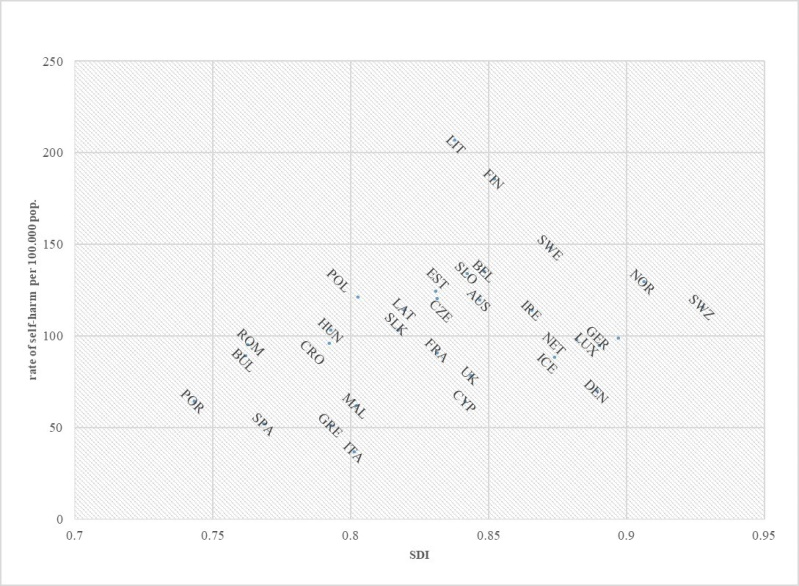 250
200
150
100
50
0
0.7
0.75
0.8
0.85
0.9
0.95
SDI
rate of self-harm per 100.000 pop.
LIT
FIN
SWE
NOR
SWZ
BEL
SLO
EST
POL
AUS
LAT
CZE
IRE
SLK
HUN
ROM
CRO
BUL
FRA
NET
GER
LUX
ICE
UK
DEN
CYP
POR
MAL
SPA
GRE
ITA